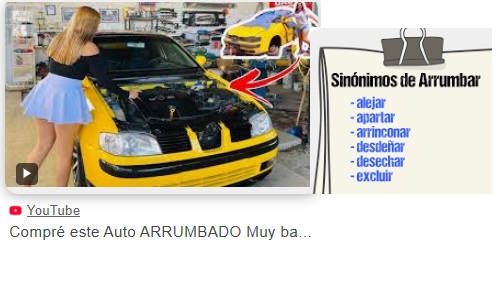 Sinónimos de Arrumbar
- alejar
- apartar
- arrinconar
- desdeñar
- desechar
- excluir
YouTube
Compré este Auto ARRUMBADO Muy ba...